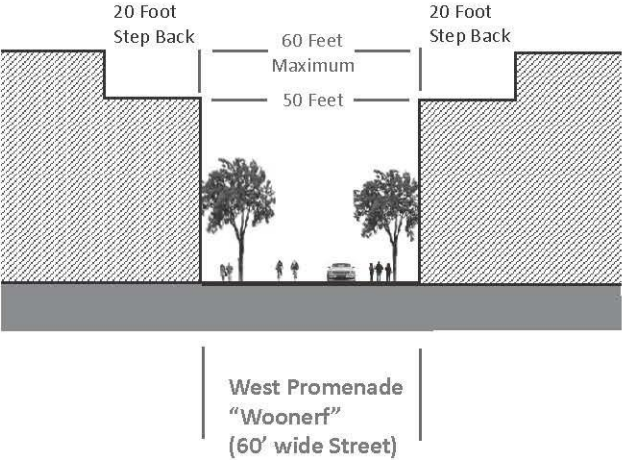 20 Foot
Step Back
60 Feet
Maximum
20 Foot
Step Back
50 Feet
West Promenade
“Woonerf”
(60’ wide Street)